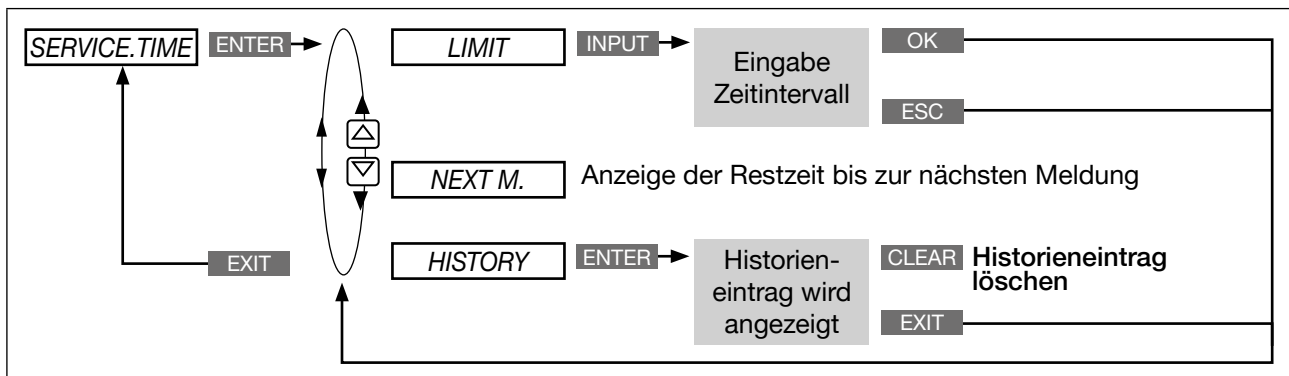 SERVICE.TIME
ENTER
LIMIT
INPUT
Eingabe
Zeitintervall
OK
ESC
NEXT M.
Anzeige der Restzeit bis zur nächsten Meldung
EXIT
HISTORY
ENTER
Historien-
eintrag wird
angezeigt
CLEAR
Historieneintrag
löschen
EXIT